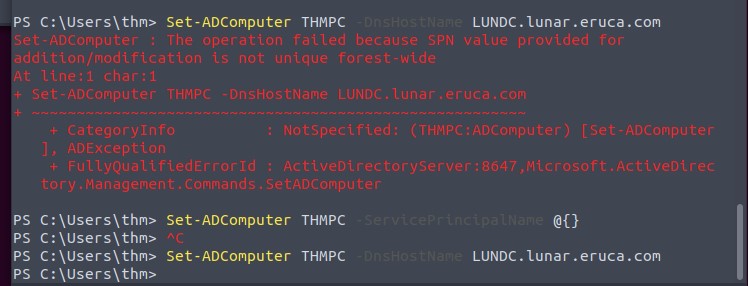 PS C:\Users\thm> Set-ADComputer THMPC -DnsHostName LUNDC.lunar.eruca.com
Set-ADComputer : The operation failed because SPN value provided for
addition/modification is not unique forest-wide
At line:1 char:1
+ Set-ADComputer THMPC -DnsHostName LUNDC.lunar.eruca.com
+ ~~~~~~~~~~~~~~~~~~~~~~~~~~~~~~~~~~~~~~~~~~~~~~~~~~~~~~~
    + CategoryInfo          : NotSpecified: (THMPC:ADComputer) [Set-ADComputer
   ], ADException
    + FullyQualifiedErrorId : ActiveDirectoryServer:8647,Microsoft.ActiveDirec
   tory.Management.Commands.SetADComputer
PS C:\Users\thm> Set-ADComputer THMPC -ServicePrincipalName @{}
PS C:\Users\thm> ^C
PS C:\Users\thm> Set-ADComputer THMPC -DnsHostName LUNDC.lunar.eruca.com
PS C:\Users\thm>